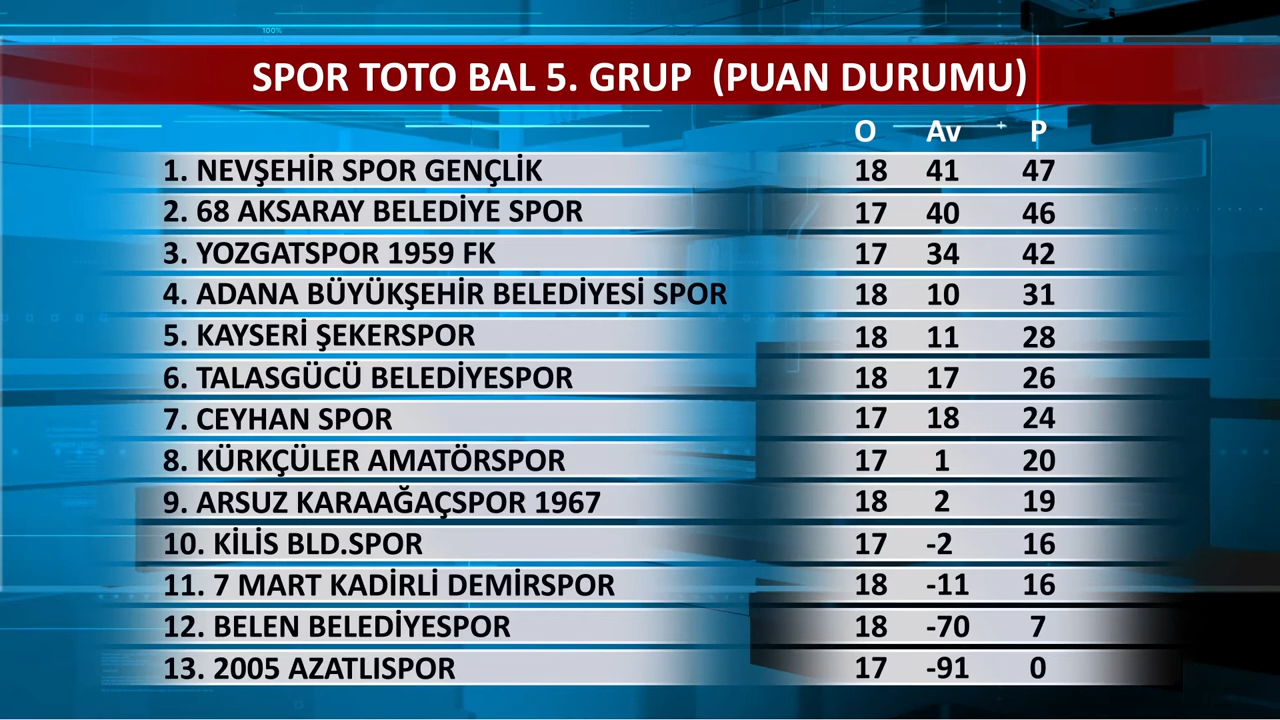 100%
SPOR TOTO BAL 5. GRUP (PUAN DURUMU)
O Av P
1. NEVŞEHİR SPOR GENÇLİK 18 41 47
2. 68 AKSARAY BELEDİYE SPOR 17 40 46
3. YOZGATSPOR 1959 FK 17 34 42
4. ADANA BÜYÜKŞEHİR BELEDİYESİ SPOR 18 10 31
5. KAYSERİ ŞEKERSPOR 18 11 28
6. TALASGÜCÜ BELEDİYESPOR 18 17 26
7. CEYHAN SPOR 17 18 24
8. KÜRKÇÜLER AMATÖRSPOR 17 1 20
9. ARSUZ KARAAĞAÇSPOR 1967 18 2 19
10. KİLİS BLD.SPOR 17 -2 16
11. 7 MART KADİRLİ DEMİRSPOR 18 -11 16
12. BELEN BELEDİYESPOR 18 -70 7
13. 2005 AZATLISPOR 17 -91 0